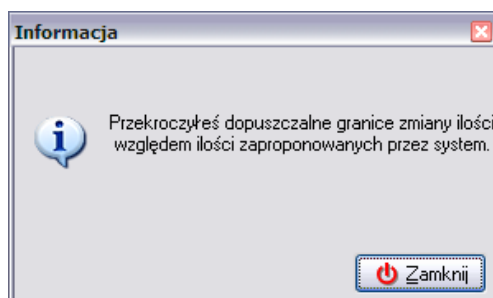 Informacja
Przekroczyłeś dopuszczalne granice zmiany ilości
względem ilości zaproponowanych przez system.
Zamknij